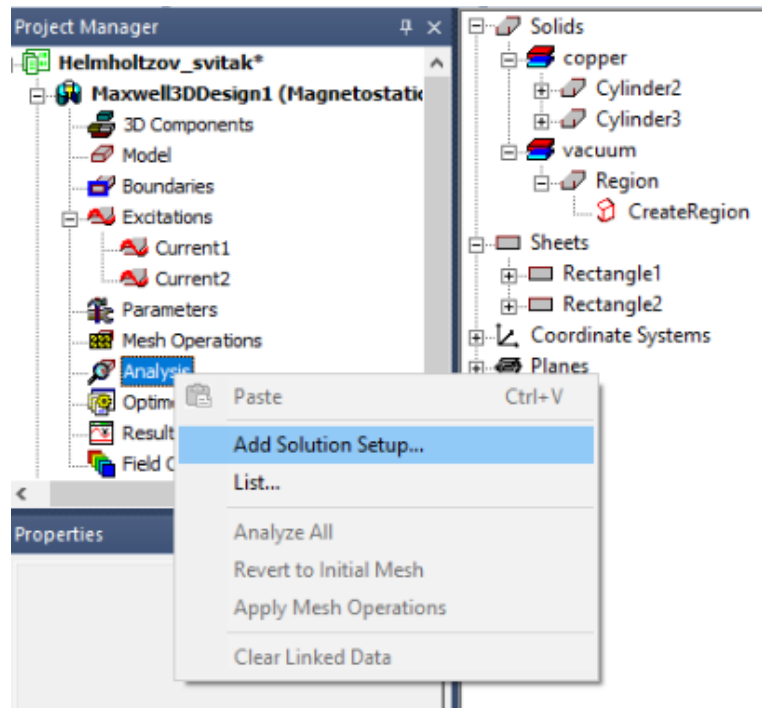 Project Manager
Helmholtzov_svitak*
Maxwell3DDesign1 (Magnetostatic
3D Components
Model
Boundaries
Excitations
Current1
Current2
Parameters
Mesh Operations
Analysis
Optim
Result
Field
Properties
Solids
copper
Cylinder2
Cylinder3
vacuum
Region
CreateRegion
Sheets
Rectangle1
Rectangle2
Coordinate Systems
Planes
Paste Ctrl+V
Add Solution Setup...
List...
Analyze All
Revert to Initial Mesh
Apply Mesh Operations
Clear Linked Data